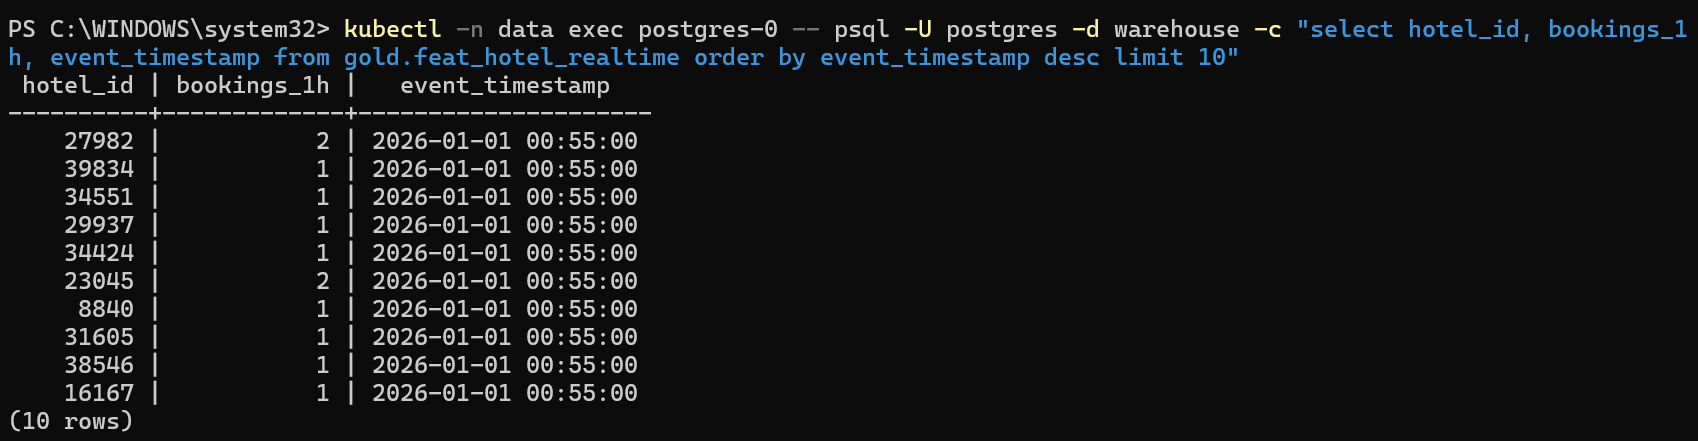 PS C:\WINDOWS\system32> kubectl -n data exec postgres-0 -- psql -U postgres -d warehouse -c "select hotel_id, bookings_1
h, event_timestamp from gold.feat_hotel_realtime order by event_timestamp desc limit 10"
 hotel_id | bookings_1h |   event_timestamp
----------+-------------+---------------------
    27982 |           2 | 2026-01-01 00:55:00
    39834 |           1 | 2026-01-01 00:55:00
    34551 |           1 | 2026-01-01 00:55:00
    29937 |           1 | 2026-01-01 00:55:00
    34424 |           1 | 2026-01-01 00:55:00
    23045 |           2 | 2026-01-01 00:55:00
     8840 |           1 | 2026-01-01 00:55:00
    31605 |           1 | 2026-01-01 00:55:00
    38546 |           1 | 2026-01-01 00:55:00
    16167 |           1 | 2026-01-01 00:55:00
(10 rows)